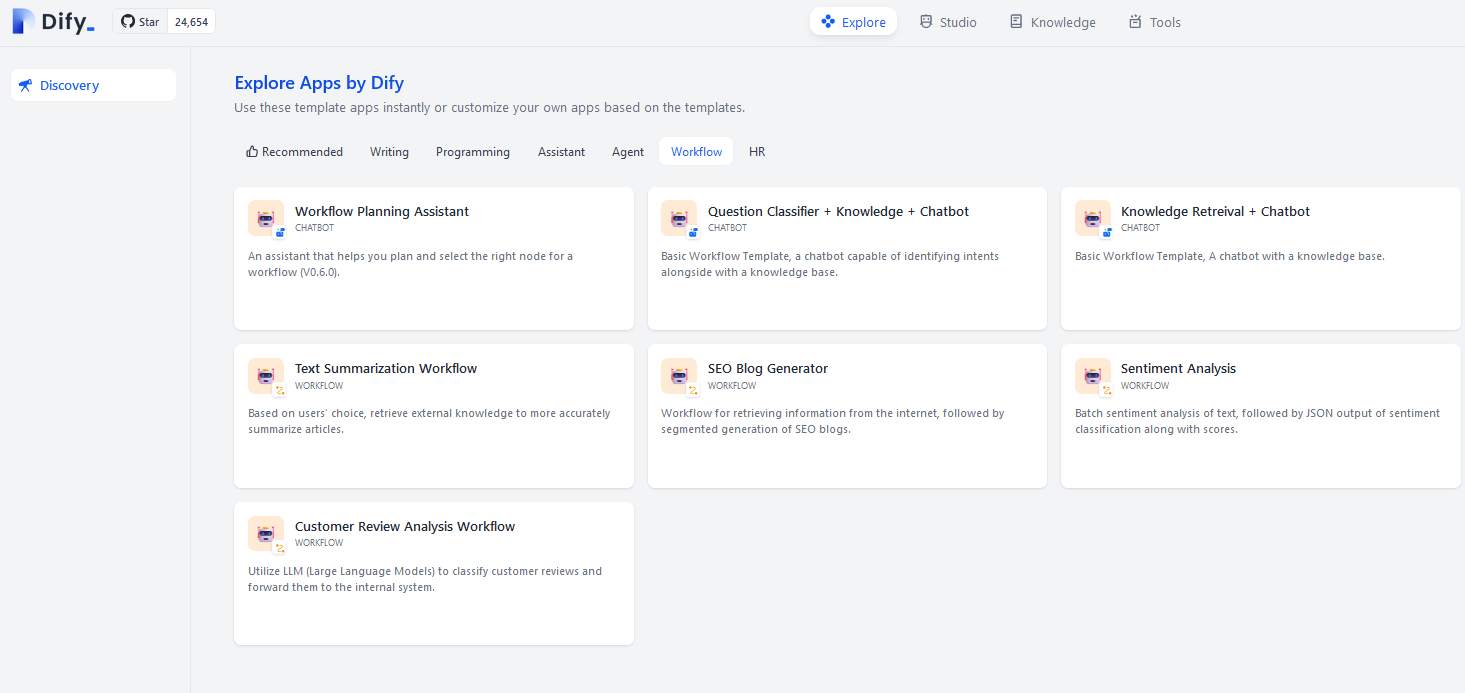 Dify_
Star 24,654
Explore Studio Knowledge Tools
Discovery
Explore Apps by Dify
Use these template apps instantly or customize your own apps based on the templates.
Recommended Writing Programming Assistant Agent Workflow HR
Workflow Planning Assistant
CHATBOT
An assistant that helps you plan and select the right node for a
workflow (V0.6.0).
Question Classifier + Knowledge + Chatbot
CHATBOT
Basic Workflow Template, a chatbot capable of identifying intents
alongside with a knowledge base.
Knowledge Retreival + Chatbot
CHATBOT
Basic Workflow Template, A chatbot with a knowledge base.
Text Summarization Workflow
WORKFLOW
Based on users' choice, retrieve external knowledge to more accurately
summarize articles.
SEO Blog Generator
WORKFLOW
Workflow for retrieving information from the internet, followed by
segmented generation of SEO blogs.
Sentiment Analysis
WORKFLOW
Batch sentiment analysis of text, followed by JSON output of sentiment
classification along with scores.
Customer Review Analysis Workflow
WORKFLOW
Utilize LLM (Large Language Models) to classify customer reviews and
forward them to the internal system.